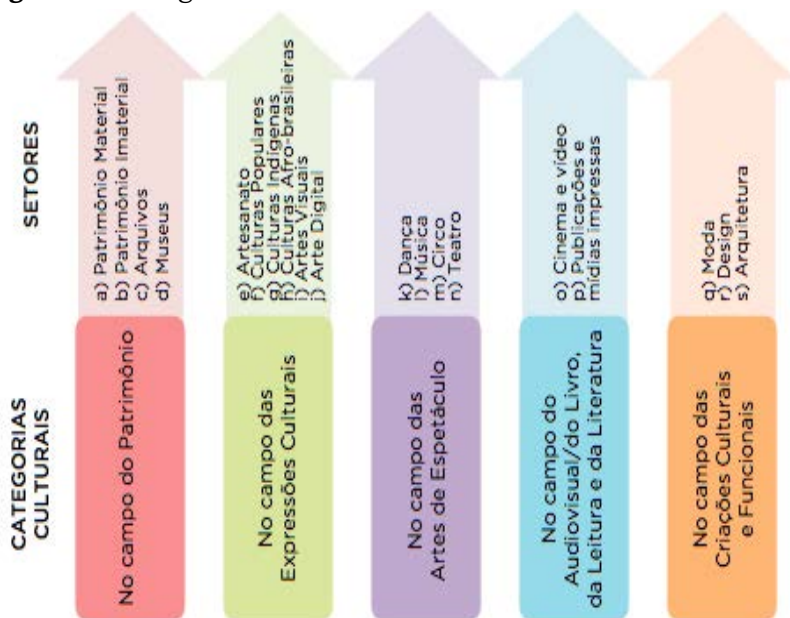 CATEGORIAS
CULTURAIS
SETORES
No campo do Patrimônio
a) Patrimônio Material
b) Patrimônio Imaterial
c) Arquivos
d) Museus
No campo das
Expressões Culturais
e) Artesanato
f) Culturas Populares
g) Culturas Indígenas
h) Culturas Afro-brasileiras
i) Artes Visuais
j) Arte Digital
No campo das
Artes de Espetáculo
k) Dança
l) Música
m) Circo
n) Teatro
No campo do
Audiovisual/do Livro,
da Leitura e da Literatura
o) Cinema e vídeo
p) Publicações e
mídias impressas
No campo das
Criações Culturais
e Funcionais
q) Moda
r) Design
s) Arquitetura